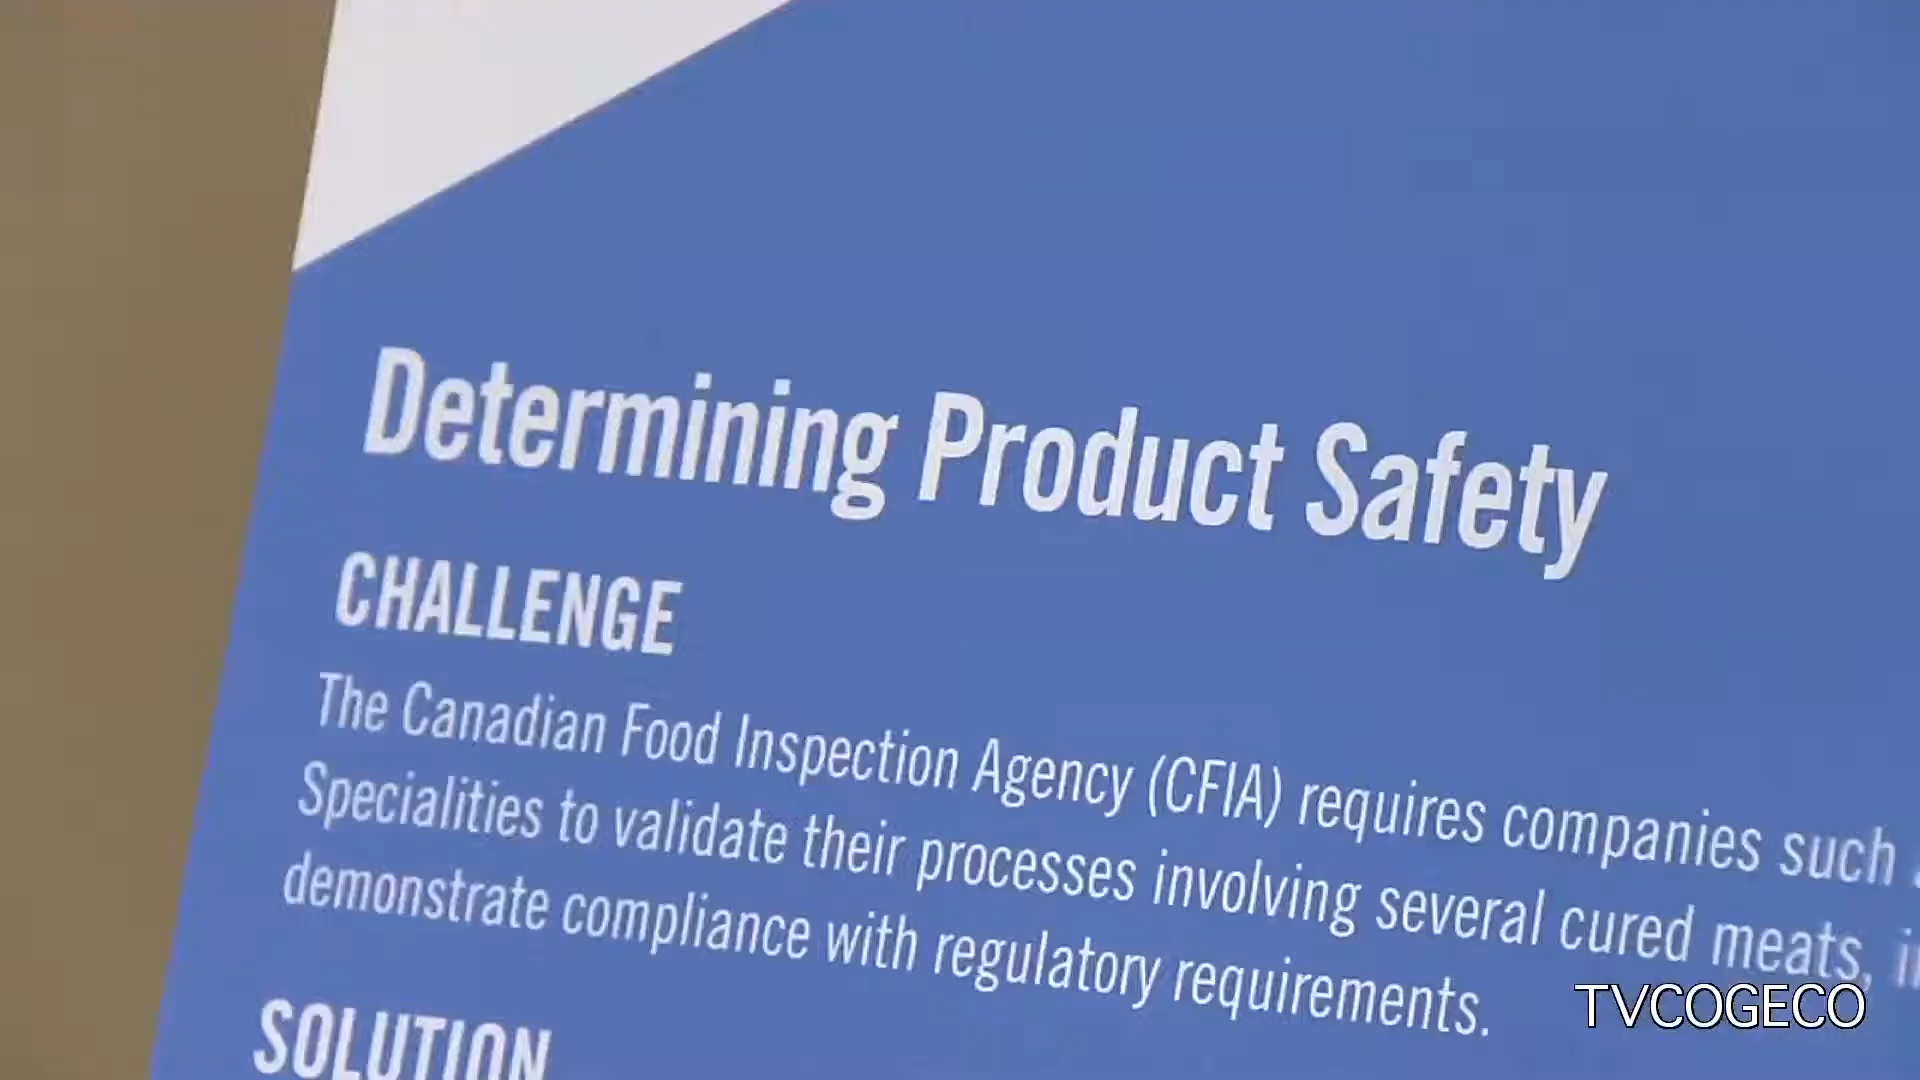 Determining Product Safety
CHALLENGE
The Canadian Food Inspection Agency (CFIA) requires companies such
Specialities to validate their processes involving several cured meats,
demonstrate compliance with regulatory requirements.
SOLUTION
TVCOGECO